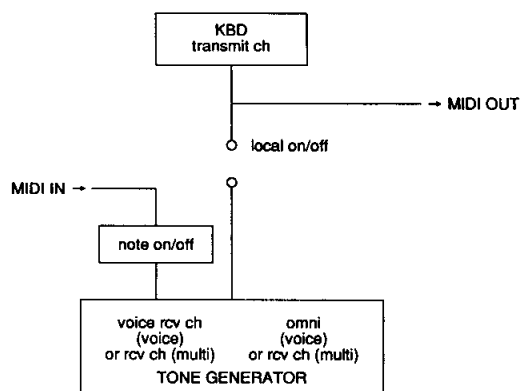 KBD
transmit ch
→ MIDI OUT
local on/off
MIDI IN →
note on/off
voice rcv ch
(voice)
or rcv ch (multi)
omni
(voice)
or rcv ch (multi)
TONE GENERATOR